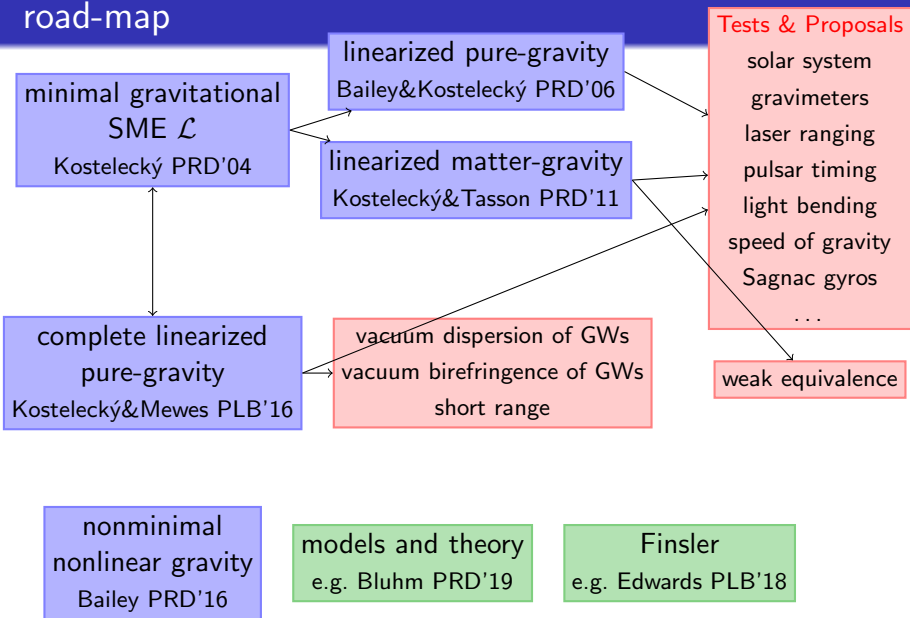 road-map
minimal gravitational
SME ℒ
Kostelecký PRD'04
linearized pure-gravity
Bailey&Kostelecký PRD'06
linearized matter-gravity
Kostelecký&Tasson PRD'11
Tests & Proposals
solar system
gravimeters
laser ranging
pulsar timing
light bending
speed of gravity
Sagnac gyros
. . .
complete linearized
pure-gravity
Kostelecký&Mewes PLB'16
vacuum dispersion of GWs
vacuum birefringence of GWs
short range
weak equivalence
nonminimal
nonlinear gravity
Bailey PRD'16
models and theory
e.g. Bluhm PRD'19
Finsler
e.g. Edwards PLB'18